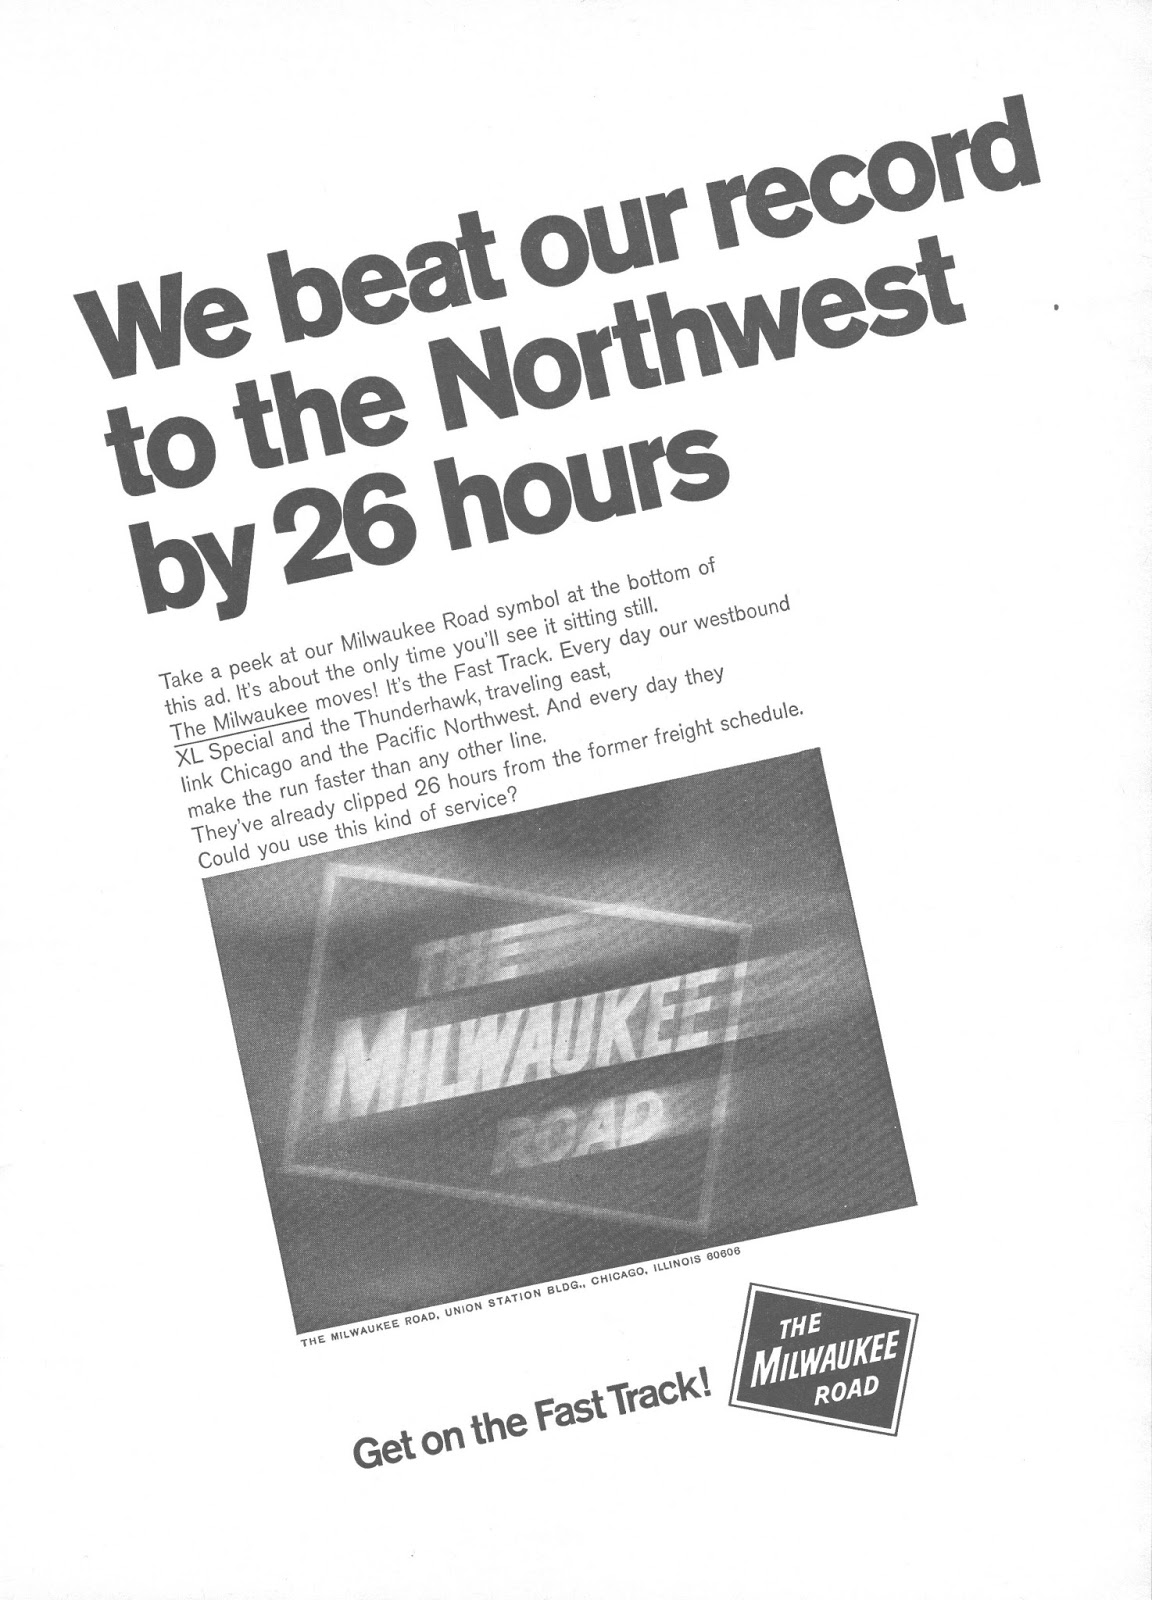 We beat our record
to the Northwest
by 26 hours
Take a peek at our Milwaukee Road symbol at the bottom of
this ad. It's about the only time you'll see it sitting still.
The Milwaukee moves! It's the Fast Track. Every day our westbound
XL Special and the Thunderhawk, traveling east,
link Chicago and the Pacific Northwest. And every day they
make the run faster than any other line.
They've already clipped 26 hours from the former freight schedule.
Could you use this kind of service?
THE
MILWAUKEE
ROAD
THE MILWAUKEE ROAD, UNION STATION BLDG., CHICAGO, ILLINOIS 60606
Get on the Fast Track!
THE
MILWAUKEE
ROAD